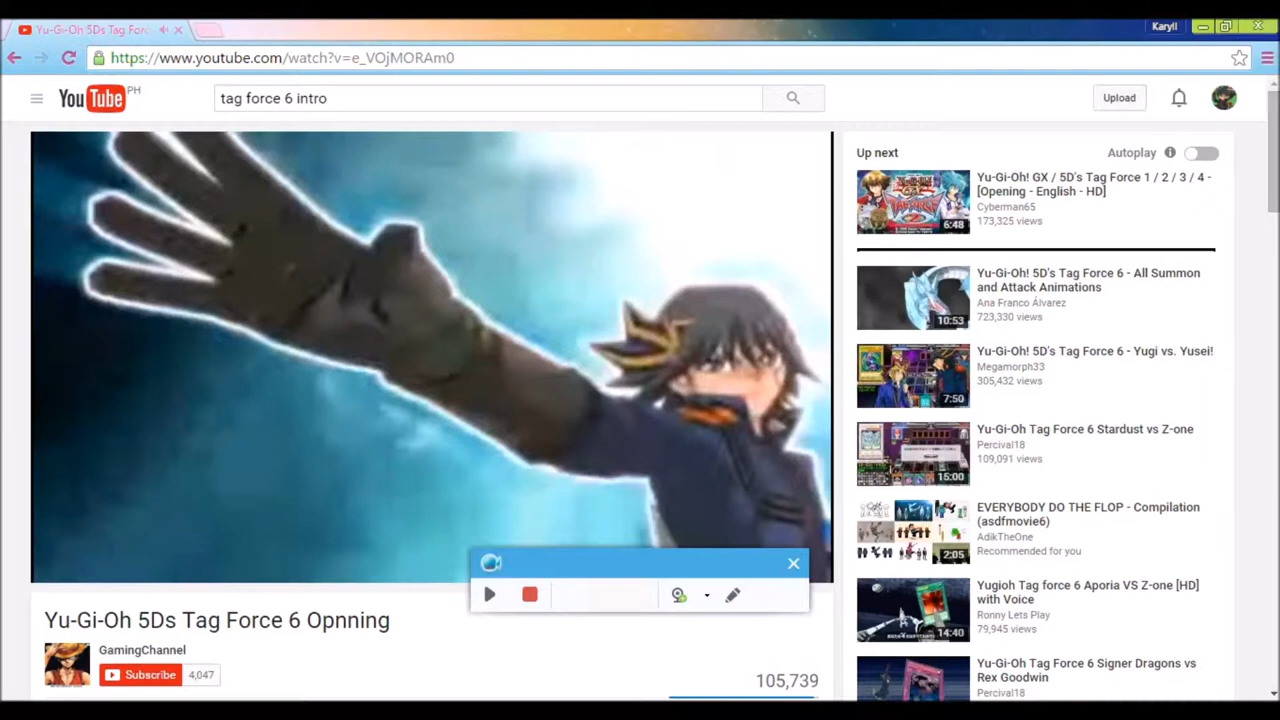 Yu-Gi-Oh 5Ds Tag For
Karyll
https://www.youtube.com/watch?v=e_VOjMORAm0
YouTube PH
tag force 6 intro
Upload
Up next
Autoplay
Yu-Gi-Oh! GX / 5D's Tag Force 1 / 2 / 3 / 4 -
[Opening - English - HD]
Cyberman65
173,325 views
6:48
Yu-Gi-Oh! 5D's Tag Force 6 - All Summon
and Attack Animations
Ana Franco Álvarez
723,330 views
10:53
Yu-Gi-Oh! 5D's Tag Force 6 - Yugi vs. Yusei!
Megamorph33
305,432 views
7:50
Yu-Gi-Oh Tag Force 6 Stardust vs Z-one
Percival18
109,091 views
15:00
EVERYBODY DO THE FLOP - Compilation
(asdfmovie6)
AdikTheOne
Recommended for you
2:05
Yugioh Tag force 6 Aporia VS Z-one [HD]
with Voice
Ronny Lets Play
79,945 views
14:40
Yu-Gi-Oh Tag Force 6 Signer Dragons vs
Rex Goodwin
Percival18
Yu-Gi-Oh 5Ds Tag Force 6 Opnning
GamingChannel
Subscribe 4,047
105,739